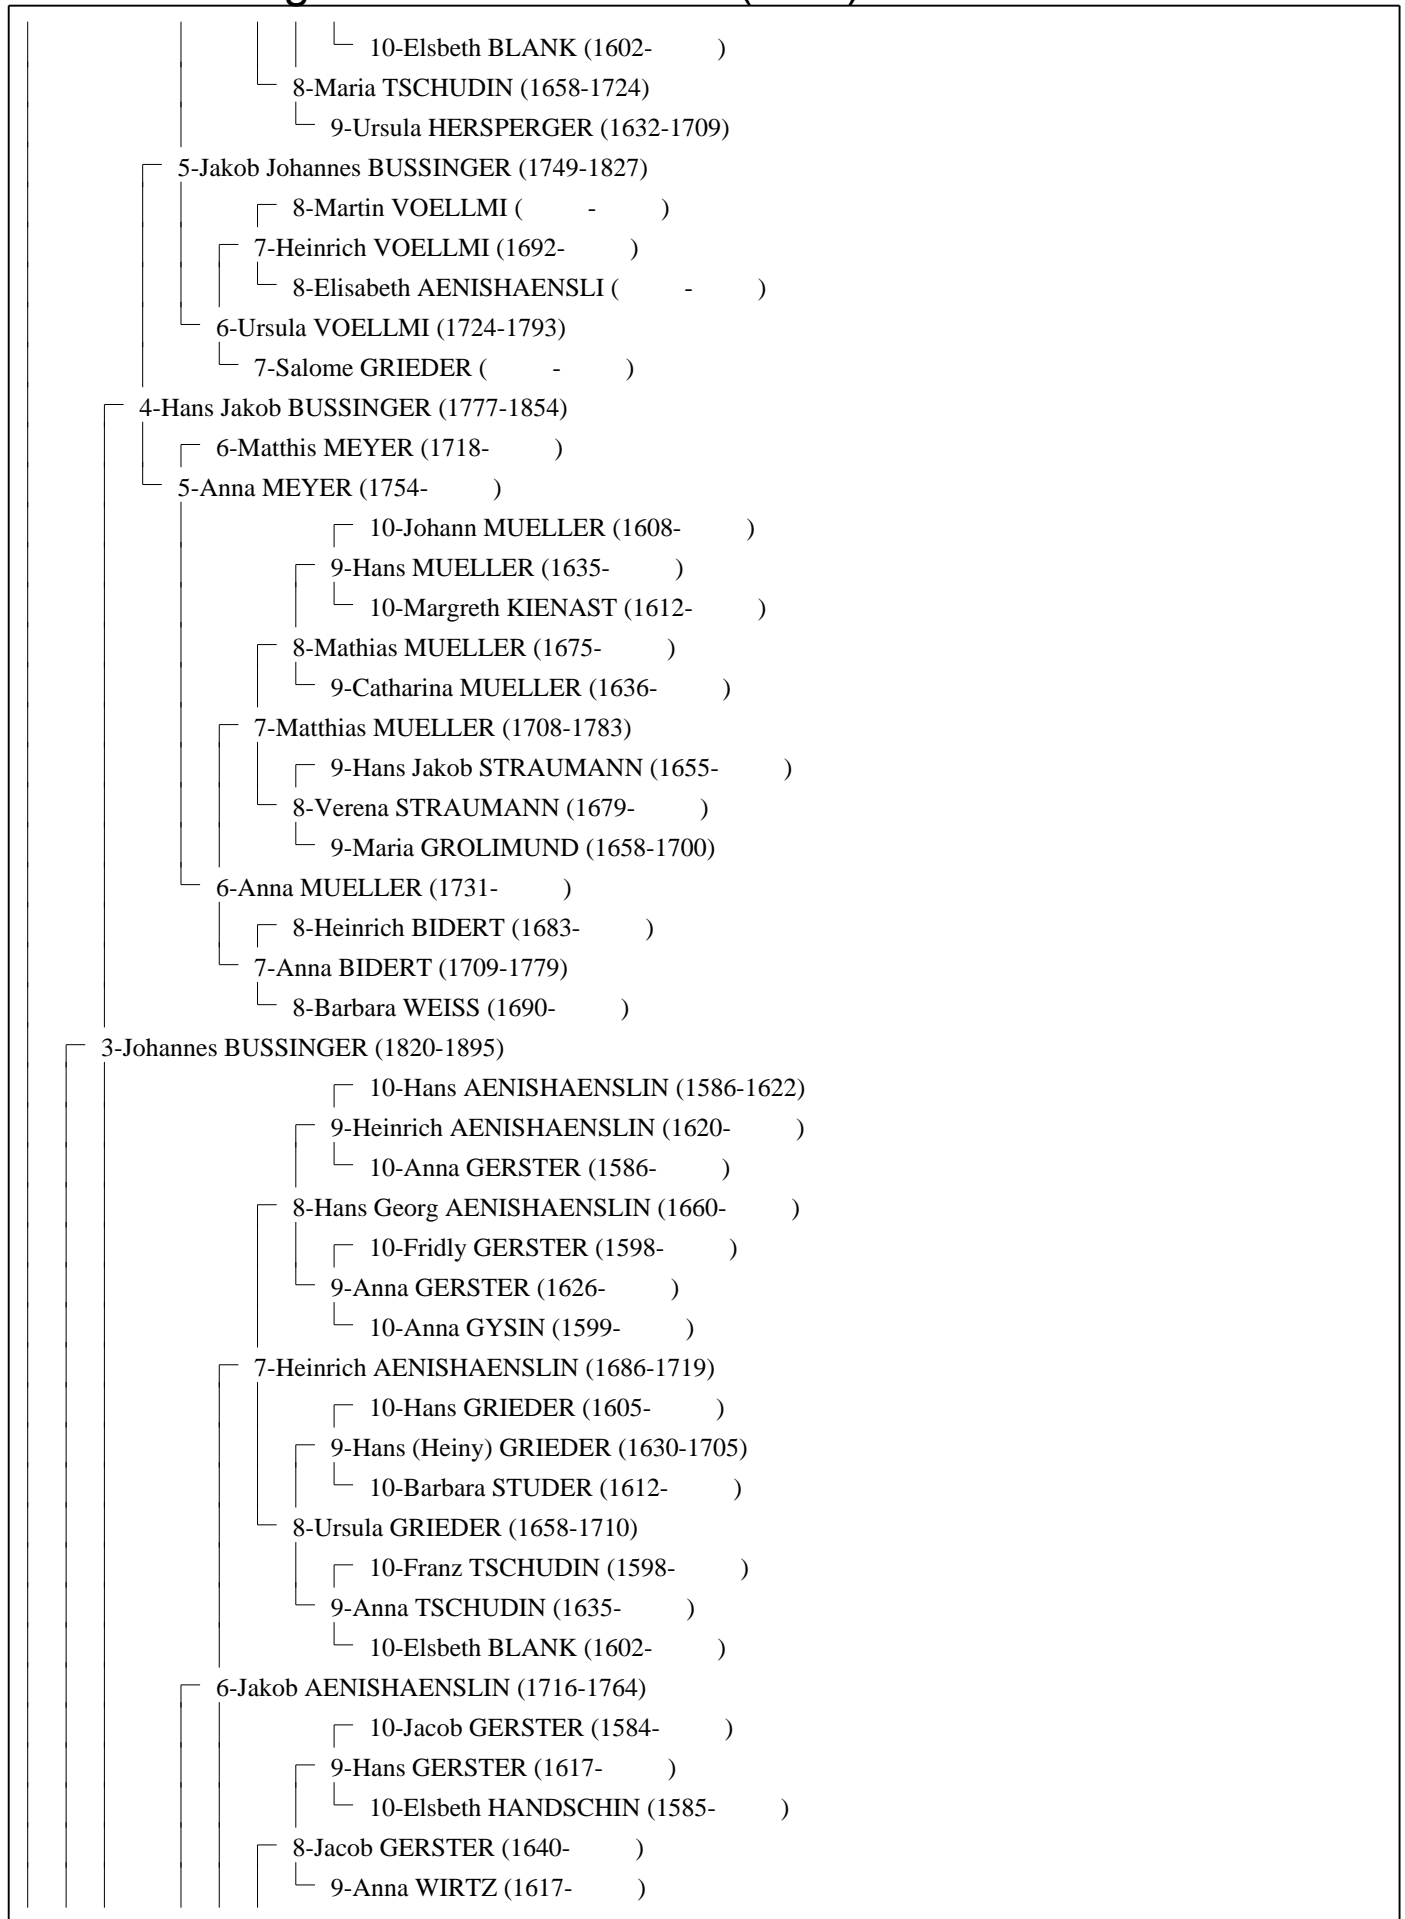 10-Elsbeth BLANK (1602- )
8-Maria TSCHUDIN (1658-1724)
9-Ursula HERSPERGER (1632-1709)
5-Jakob Johannes BUSSINGER (1749-1827)
8-Martin VOELLMI ( - )
7-Heinrich VOELLMI (1692- )
8-Elisabeth AENISHAENSLI ( - )
6-Ursula VOELLMI (1724-1793)
7-Salome GRIEDER ( - )
4-Hans Jakob BUSSINGER (1777-1854)
6-Matthis MEYER (1718- )
5-Anna MEYER (1754- )
10-Johann MUELLER (1608- )
9-Hans MUELLER (1635- )
10-Margreth KIENAST (1612- )
8-Mathias MUELLER (1675- )
9-Catharina MUELLER (1636- )
7-Matthias MUELLER (1708-1783)
9-Hans Jakob STRAUMANN (1655- )
8-Verena STRAUMANN (1679- )
9-Maria GROLIMUND (1658-1700)
6-Anna MUELLER (1731- )
8-Heinrich BIDERT (1683- )
7-Anna BIDERT (1709-1779)
8-Barbara WEISS (1690- )
3-Johannes BUSSINGER (1820-1895)
10-Hans AENISHAENSLIN (1586-1622)
9-Heinrich AENISHAENSLIN (1620- )
10-Anna GERSTER (1586- )
8-Hans Georg AENISHAENSLIN (1660- )
10-Fridly GERSTER (1598- )
9-Anna GERSTER (1626- )
10-Anna GYSIN (1599- )
7-Heinrich AENISHAENSLIN (1686-1719)
10-Hans GRIEDER (1605- )
9-Hans (Heiny) GRIEDER (1630-1705)
10-Barbara STUDER (1612- )
8-Ursula GRIEDER (1658-1710)
10-Franz TSCHUDIN (1598- )
9-Anna TSCHUDIN (1635- )
10-Elsbeth BLANK (1602- )
6-Jakob AENISHAENSLIN (1716-1764)
10-Jacob GERSTER (1584- )
9-Hans GERSTER (1617- )
10-Elsbeth HANDSCHIN (1585- )
8-Jacob GERSTER (1640- )
9-Anna WIRTZ (1617- )